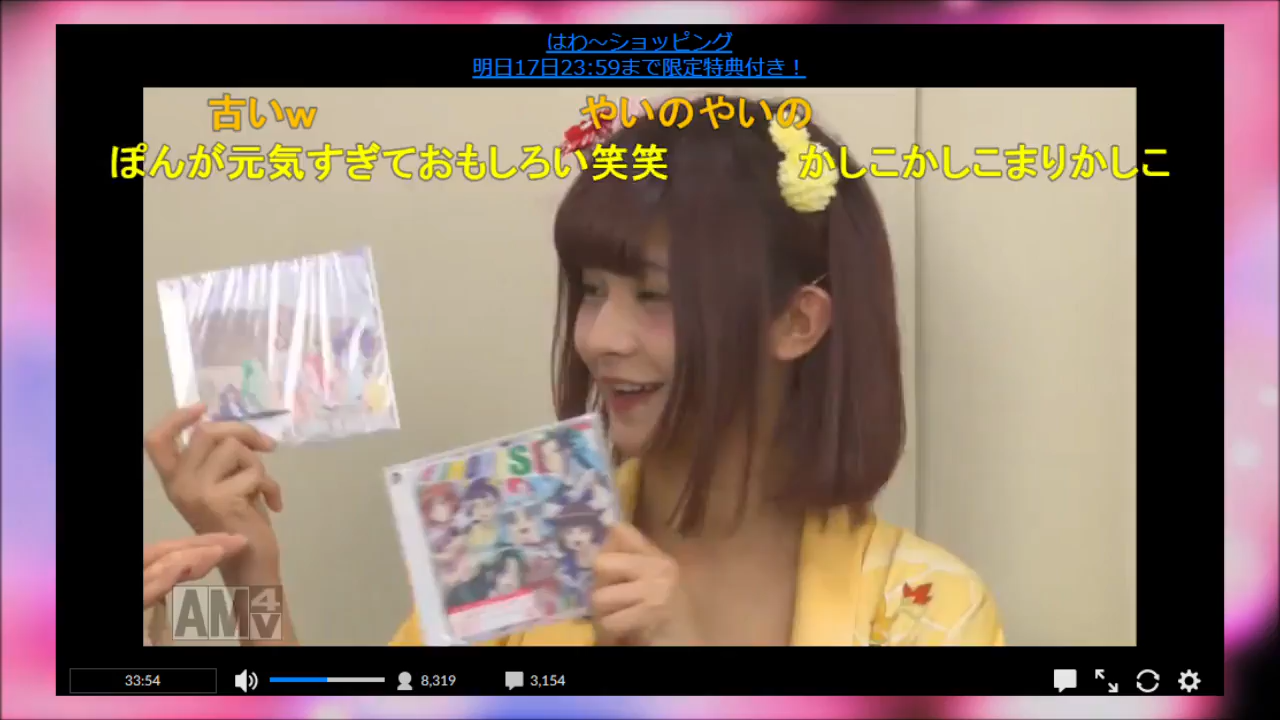 はわ～ショッピング
明日17日23:59まで限定特典付き！
古いw
やいのやいの
ぽんが元気すぎておもしろい笑笑
かしこかしこまりかしこ
AM4V
33:54
8,319
3,154